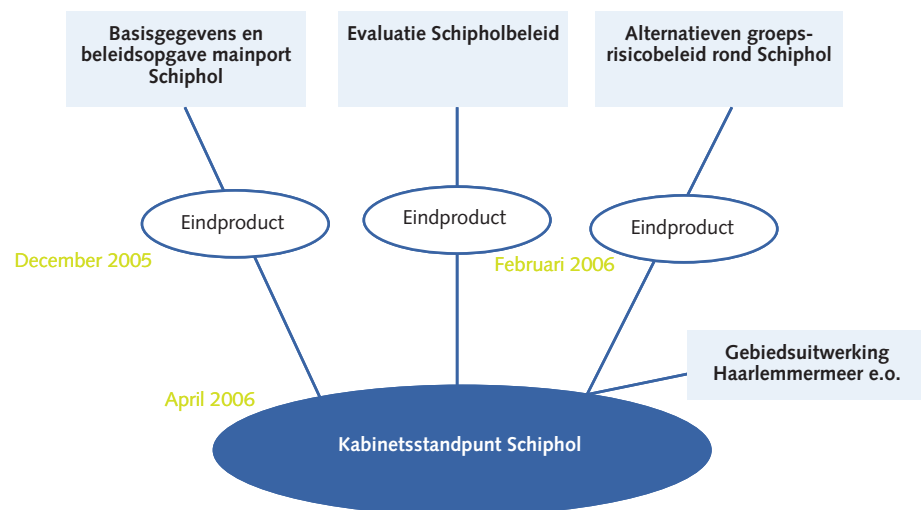 Basisgegevens en
beleidsopgave mainport
Schiphol
Evaluatie Schipholbeleid
Alternatieven groeps-
risicobeleid rond Schiphol
Eindproduct
Eindproduct
Eindproduct
December 2005
Februari 2006
Gebiedsuitwerking
Haarlemmermeer e.o.
April 2006
Kabinetsstandpunt Schiphol